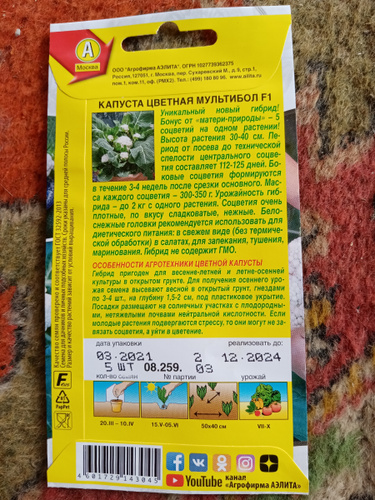 А
Москва
ООО "Агрофирма АЭЛИТА". ОГРН 1027739362375
КАПУСТА ЦВЕТНАЯ МУЛЬТИБОЛ F1
Уникальный новый гибрид!
Бонус от «матери-природы» – 5
соцветий на одном растении!
Высота растения 30-40 см. Пе-
риод от посева до технической
спелости центрального соцве-
тия составляет 112-125 дней. Бо-
ковые соцветия формируются
в течение 3-4 недель после срезки основного. Мас-
са каждого соцветия – 300-350 г. Урожайность гиб-
рида – до 2 кг с одного растения. Соцветия очень
плотные, по вкусу сладковатые, нежные. Бело-
снежные головки рекомендуется использовать для
диетического питания: в свежем виде (без термичес-
кой обработки) в салатах, для запекания, тушения,
маринования. Гибрид не содержит ГМО.
ОСОБЕННОСТИ АГРОТЕХНИКИ ЦВЕТНОЙ КАПУСТЫ
Гибрид пригоден для весенне-летней и летне-осенней
культуры в открытом грунте. Для получения осеннего уро-
жая семена высевают весной в открытый грунт, гнездами
по 3-4 шт., на глубину 1,5-2 см, под пластиковое укрытие.
Посадки размещают на солнечных участках с плодородны-
ми, нетяжелыми почвами нейтральной кислотности. Если
молодые растения подвергаются стрессу, то они могут не за-
вязать соцветия, а уйти в цветение.
упаковано:
реализовать до:
03.2021 2 12.2024
5 ШТ 08.259. 03
кол-во семян № партии урожай
20.III – 10.IV
15.V-05.VI
50x40 см
VII-X
PapPet
4601729143045
YouTube канал
«Агрофирма АЭЛИТА»